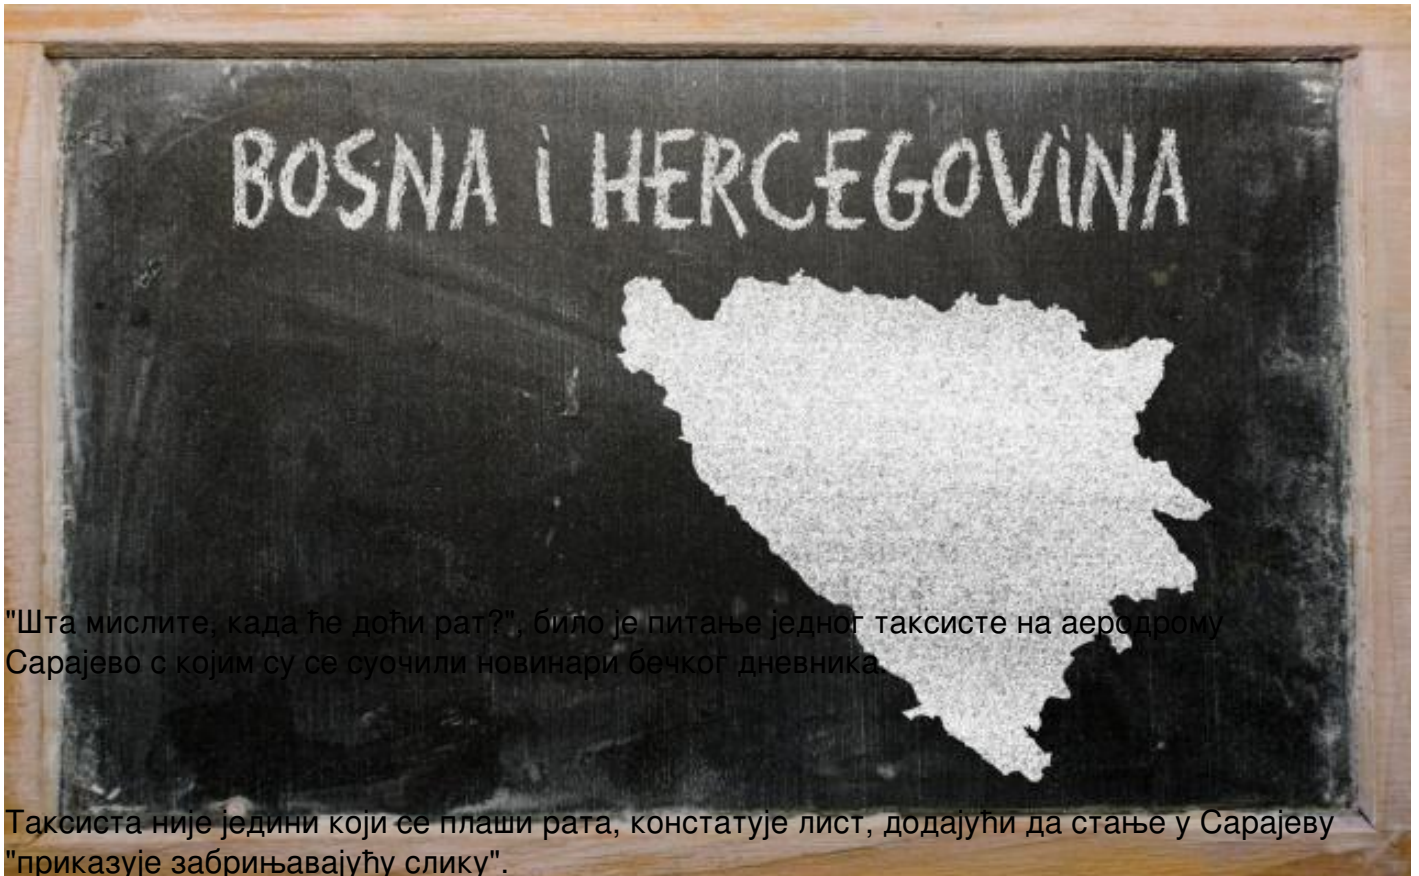 BOSNA i HERCEGOViNA
"Шта мислите, када ће доћи рат?", било је питање једног таксисте на аеродрому
Сарајево с којим су се суочили новинари бечког дневника.
Таксиста није једини који се плаши рата, констатује лист, додајући да стање у Сарајеву
"приказује забрињавајућу слику".